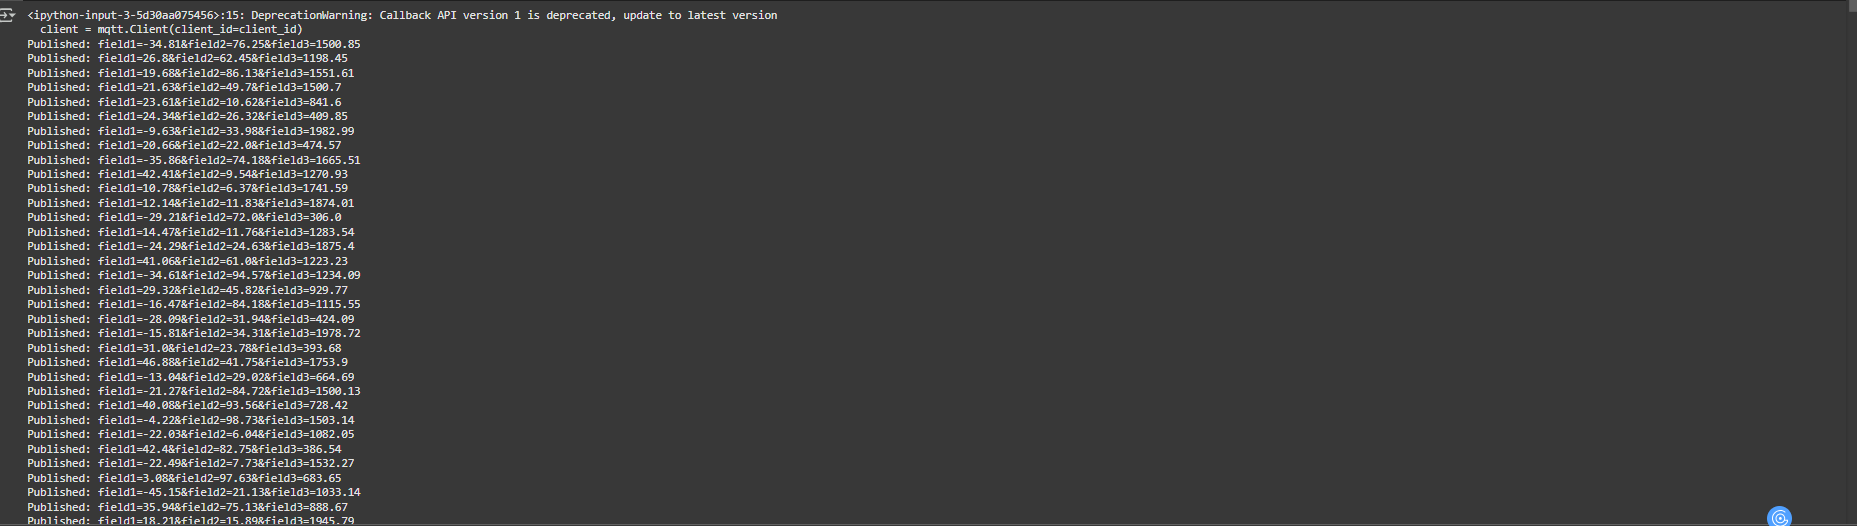 <ipython-input-3-5d30aa075456>:15: DeprecationWarning: Callback API version 1 is deprecated, update to latest version
client = mqtt.Client(client_id=client_id)
Published: field1=-34.81&field2=76.25&field3=1500.85
Published: field1=26.8&field2=62.45&field3=1198.45
Published: field1=19.68&field2=86.13&field3=1551.61
Published: field1=21.63&field2=49.7&field3=1500.7
Published: field1=23.61&field2=10.62&field3=841.6
Published: field1=24.34&field2=26.32&field3=409.85
Published: field1=-9.63&field2=33.98&field3=1982.99
Published: field1=20.66&field2=22.0&field3=474.57
Published: field1=-35.86&field2=74.18&field3=1665.51
Published: field1=42.41&field2=9.54&field3=1270.93
Published: field1=10.78&field2=6.37&field3=1741.59
Published: field1=12.14&field2=11.83&field3=1874.01
Published: field1=-29.21&field2=72.0&field3=306.0
Published: field1=14.47&field2=11.76&field3=1283.54
Published: field1=-24.29&field2=24.63&field3=1875.4
Published: field1=41.06&field2=61.0&field3=1223.23
Published: field1=-34.61&field2=94.57&field3=1234.09
Published: field1=29.32&field2=45.82&field3=929.77
Published: field1=-16.47&field2=84.18&field3=1115.55
Published: field1=-28.09&field2=31.94&field3=424.09
Published: field1=-15.81&field2=34.31&field3=1978.72
Published: field1=31.0&field2=23.78&field3=393.68
Published: field1=46.88&field2=41.75&field3=1753.9
Published: field1=-13.04&field2=29.02&field3=664.69
Published: field1=-21.27&field2=84.72&field3=1500.13
Published: field1=40.08&field2=93.56&field3=728.42
Published: field1=-4.22&field2=98.73&field3=1503.14
Published: field1=-22.03&field2=6.04&field3=1082.05
Published: field1=42.4&field2=82.75&field3=386.54
Published: field1=-22.49&field2=7.73&field3=1532.27
Published: field1=3.08&field2=97.63&field3=683.65
Published: field1=-45.15&field2=21.13&field3=1033.14
Published: field1=35.94&field2=75.13&field3=888.67
Published: field1=18.21&field2=15.89&field3=1945.79